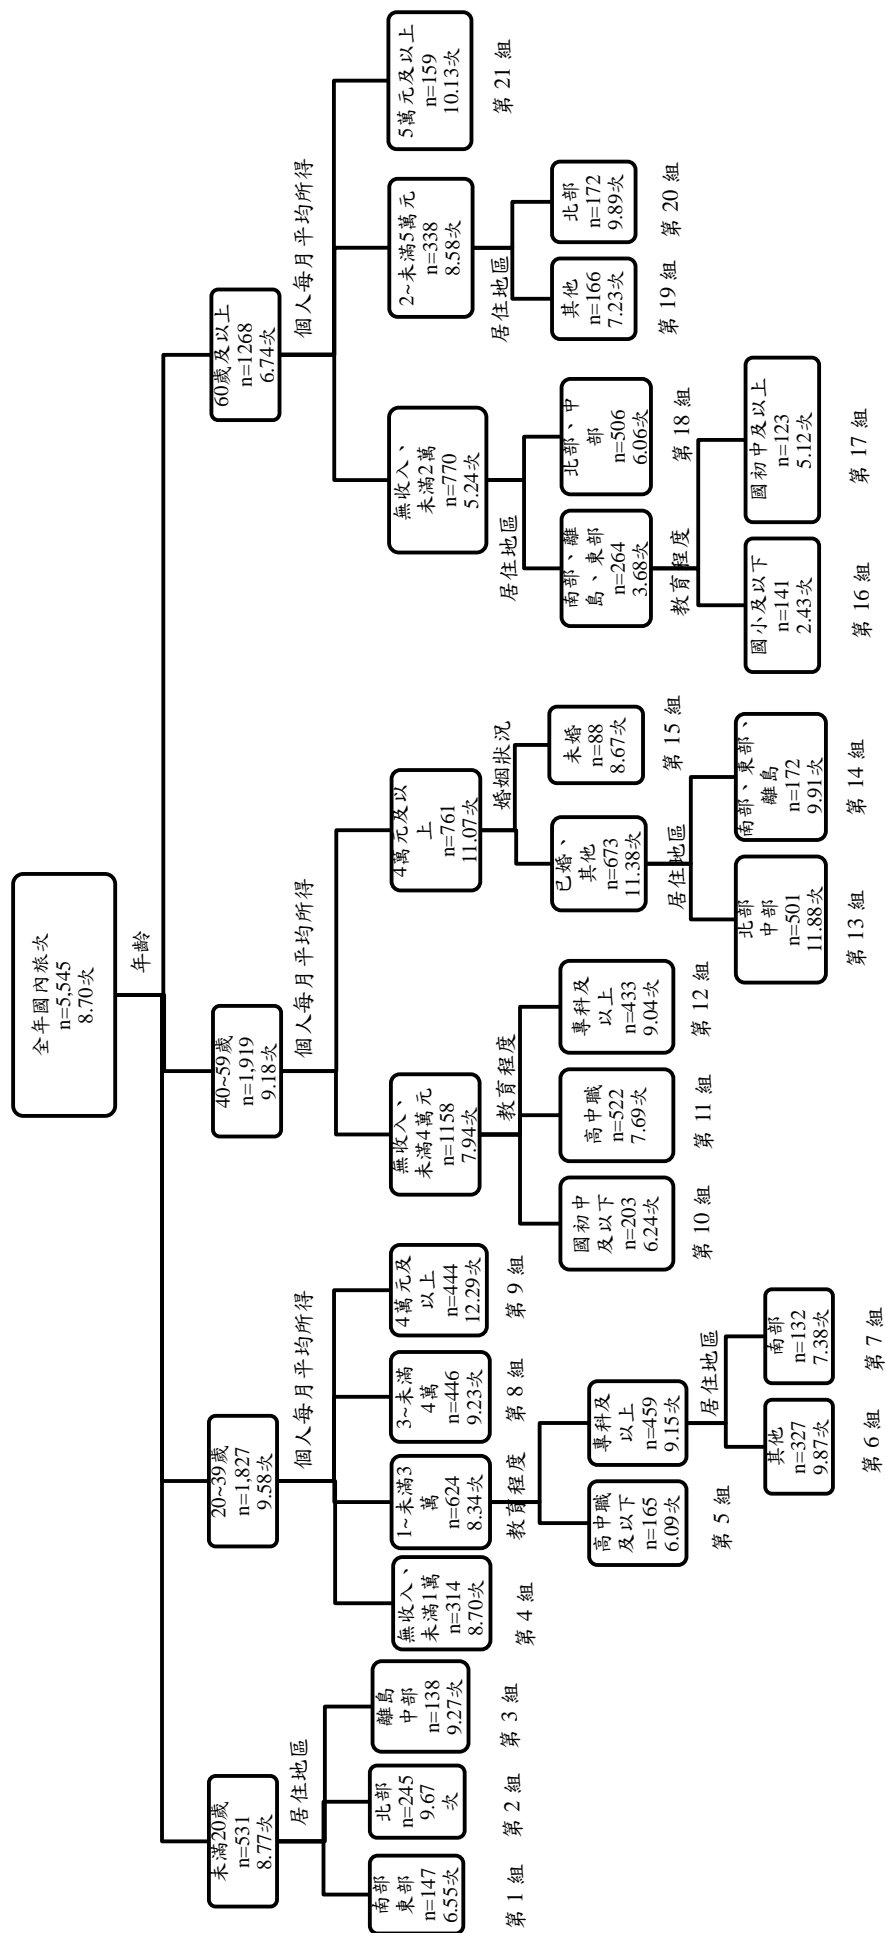 全年國內旅次
n=5,545
8.70次
年齡
未滿20歲
n=531
8.77次
居住地區
南部
東部
n=147
6.55次
第 1 組
北部
n=245
9.67
次
第 2 組
離島
中部
n=138
9.27次
第 3 組
20~39歲
n=1,827
9.58次
個人每月平均所得
無收入、
未滿1萬
n=314
8.70次
第 4 組
1~未滿3
萬
n=624
8.34次
教育程度
高中職
及以下
n=165
6.09次
第 5 組
專科及
以上
n=459
9.15次
居住地區
其他
n=327
9.87次
第 6 組
南部
n=132
7.38次
第 7 組
3~未滿
4萬
n=446
9.23次
第 8 組
4萬元及
以上
n=444
12.29次
第 9 組
40~59歲
n=1,919
9.18次
個人每月平均所得
無收入、
未滿4萬元
n=1158
7.94次
教育程度
國初中
及以下
n=203
6.24次
第 10 組
高中職
n=522
7.69次
第 11 組
專科及
以上
n=433
9.04次
第 12 組
4萬元及以
上
n=761
11.07次
婚姻狀況
已婚、
其他
n=673
11.38次
居住地區
北部
中部
n=501
11.88次
第 13 組
南部、東部、
離島
n=172
9.91次
第 14 組
未婚
n=88
8.67次
第 15 組
60歲及以上
n=1268
6.74次
個人每月平均所得
無收入、
未滿2萬
n=770
5.24次
居住地區
南部、離
島、東部
n=264
3.68次
教育程度
國小及以下
n=141
2.43次
第 16 組
國初中及以上
n=123
5.12次
第 17 組
北部、中
部
n=506
6.06次
第 18 組
2~未滿5萬元
n=338
8.58次
居住地區
其他
n=166
7.23次
第 19 組
北部
n=172
9.89次
第 20 組
5萬元及以上
n=159
10.13次
第 21 組